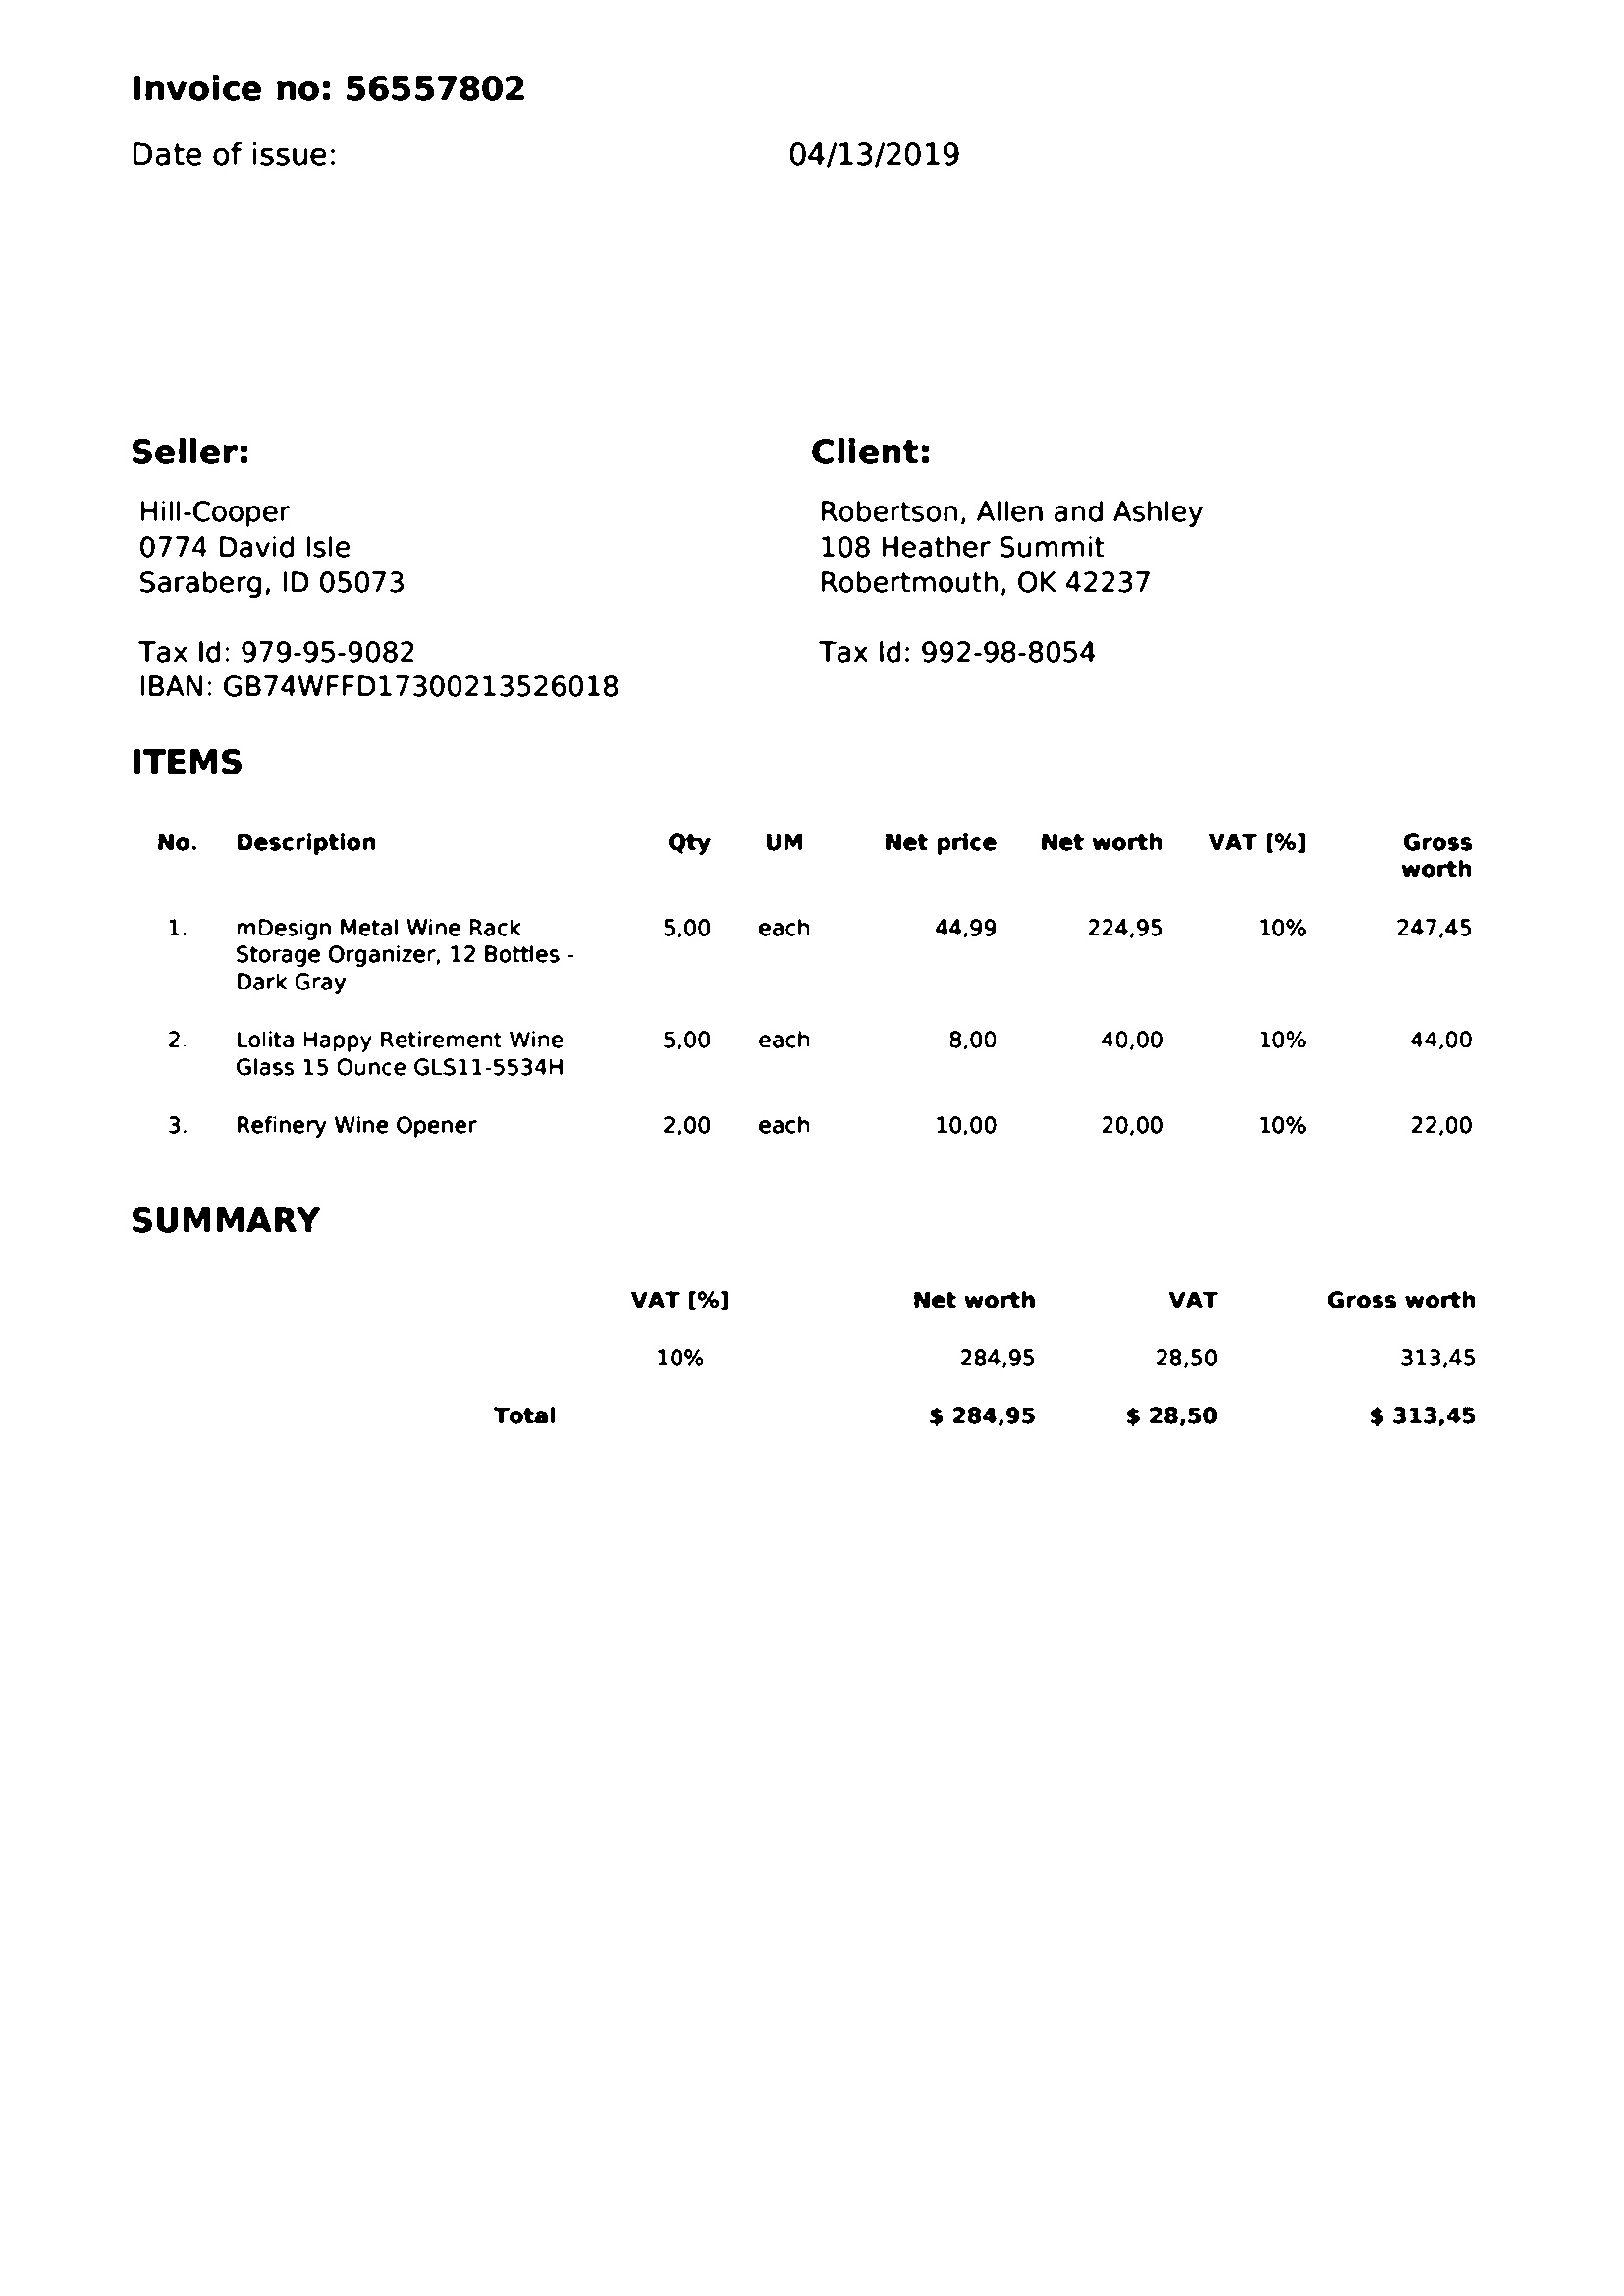 Invoice no: 56557802
Date of issue: 04/13/2019
Seller: Client:
Hill-Cooper Robertson, Allen and Ashley
0774 David Isle 108 Heather Summit
Saraberg, ID 05073 Robertmouth, OK 42237
Tax Id: 979-95-9082 Tax Id: 992-98-8054
IBAN: GB74WFFD17300213526018
ITEMS
No. Description Qty UM Net price Net worth VAT [%] Gross
worth
1. mDesign Metal Wine Rack 5,00 each 44,99 224,95 10% 247,45
Storage Organizer, 12 Bottles -
Dark Gray
2. Lolita Happy Retirement Wine 5,00 each 8,00 40,00 10% 44,00
Glass 15 Ounce GLS11-5534H
3. Refinery Wine Opener 2,00 each 10,00 20,00 10% 22,00
SUMMARY
VAT [%] Net worth VAT Gross worth
10% 284,95 28,50 313,45
Total $ 284,95 $ 28,50 $ 313,45